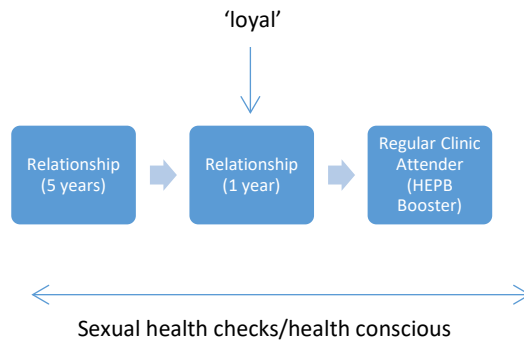 ‘loyal’
Relationship
(5 years)
Relationship
(1 year)
Regular Clinic
Attender
(HEPB
Booster)
Sexual health checks/health conscious